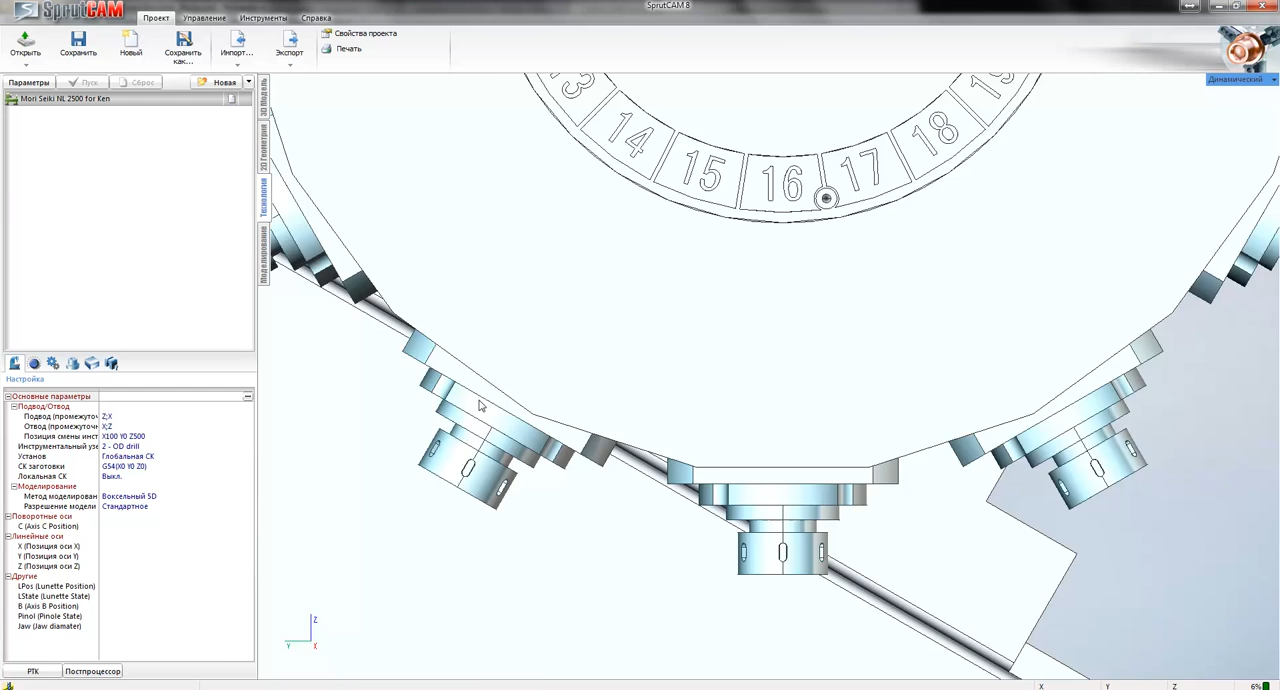 SprutCAM 8
SprutCAM
Проект Управление Инструменты Справка
Открыть Сохранить Новый Сохранить как... Импорт... Экспорт
Свойства проекта
Печать
Параметры Пуск Сброс Новая
Mori Seiki NL 2500 for Ken
3D Модель
2D Геометрия
Технология
Моделирование
Динамический
13 14 15 16 17 18 19
Настройка
Основные параметры
Подвод/Отвод
Подвод (промежуточ Z;X
Отвод (промежуточ X;Z
Позиция смены инст X100 Y0 Z500
Инструментальный узе 2 - OD drill
Установ Глобальная СК
СК заготовки G54(X0 Y0 Z0)
Локальная СК Выкл.
Моделирование
Метод моделирован Воксельный 5D
Разрешение модели Стандартное
Поворотные оси
C (Axis C Position)
Линейные оси
X (Позиция оси X)
Y (Позиция оси Y)
Z (Позиция оси Z)
Другие
LPos (Lunette Position)
LState (Lunette State)
B (Axis B Position)
Pinol (Pinole State)
Jaw (Jaw diamater)
РТК Постпроцессор
Z
Y X
X Y Z 6%